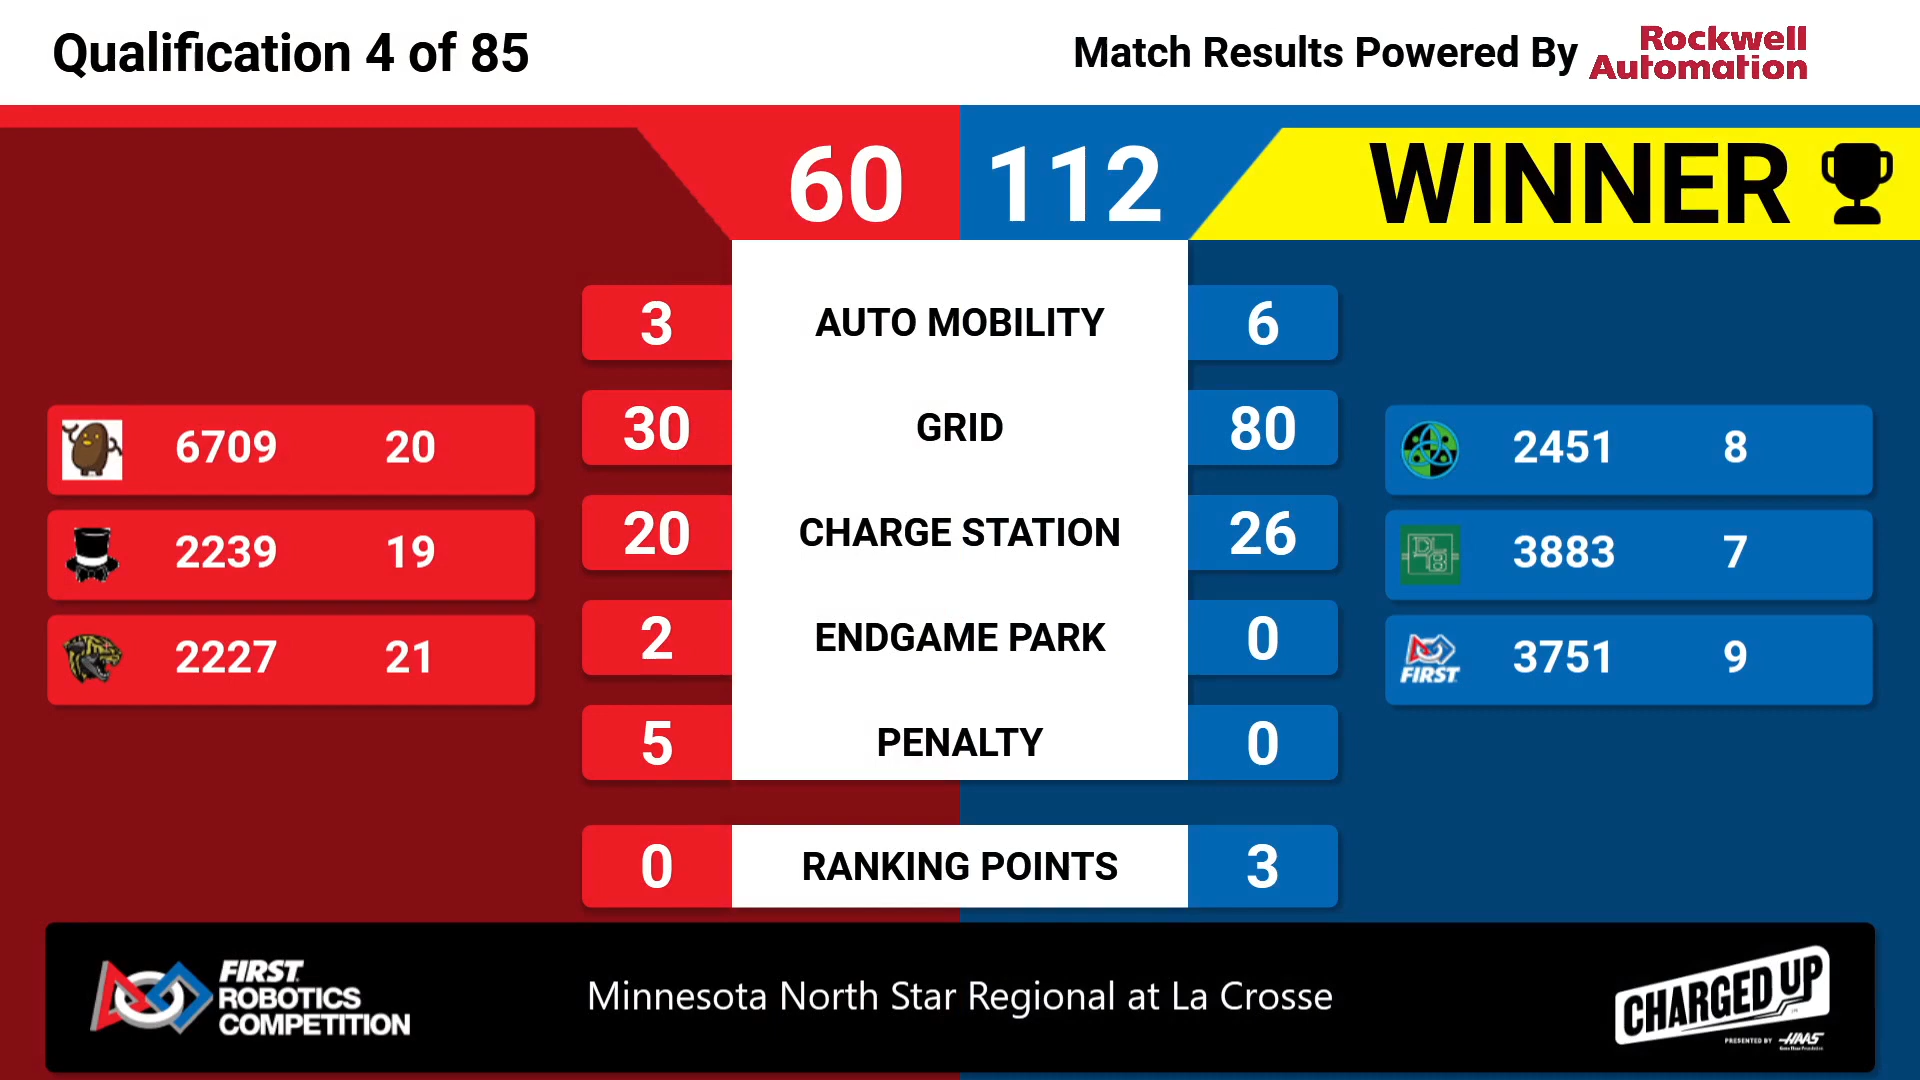 Qualification 4 of 85
Match Results Powered By
Rockwell
Automation
60 112 WINNER
3 AUTO MOBILITY 6
30 GRID 80
20 CHARGE STATION 26
2 ENDGAME PARK 0
5 PENALTY 0
0 RANKING POINTS 3
6709 20
2239 19
2227 21
2451 8
3883 7
FIRST
3751 9
FIRST
ROBOTICS
COMPETITION
Minnesota North Star Regional at La Crosse
CHARGED UP
PRESENTED BY HAAS